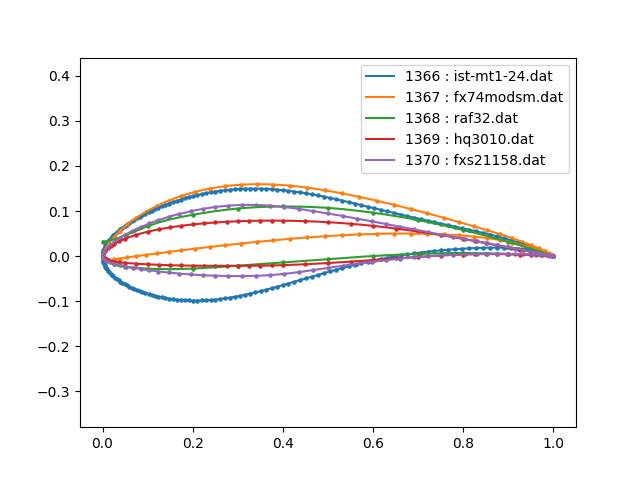 0.4
0.3
0.2
0.1
0.0
−0.1
−0.2
−0.3
0.0 0.2 0.4 0.6 0.8 1.0
1366 : ist-mt1-24.dat
1367 : fx74modsm.dat
1368 : raf32.dat
1369 : hq3010.dat
1370 : fxs21158.dat